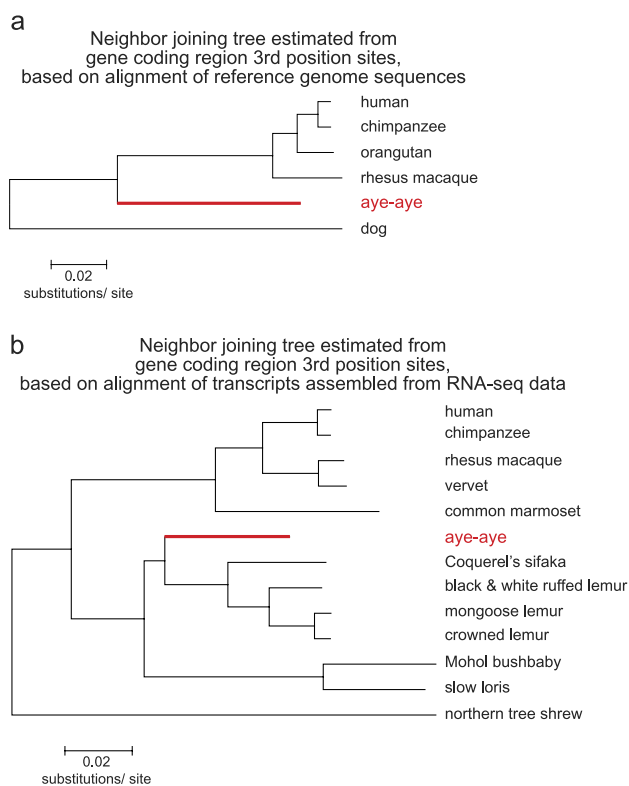 a
Neighbor joining tree estimated from
gene coding region 3rd position sites,
based on alignment of reference genome sequences
human
chimpanzee
orangutan
rhesus macaque
aye-aye
dog
0.02
substitutions/ site
b
Neighbor joining tree estimated from
gene coding region 3rd position sites,
based on alignment of transcripts assembled from RNA-seq data
human
chimpanzee
rhesus macaque
vervet
common marmoset
aye-aye
Coquerel's sifaka
black & white ruffed lemur
mongoose lemur
crowned lemur
Mohol bushbaby
slow loris
northern tree shrew
0.02
substitutions/ site